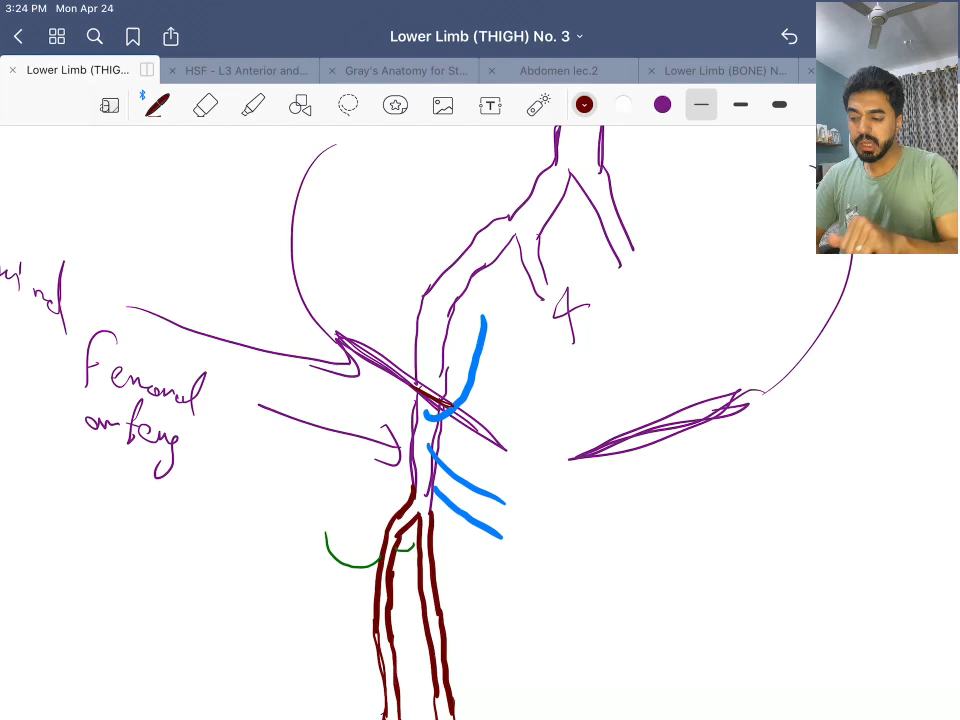 3:24 PM Mon Apr 24
Lower Limb (THIGH) No. 3
Lower Limb (THIG...
HSF - L3 Anterior and...
Gray's Anatomy for St...
Abdomen lec.2
Lower Limb (BONE) N...
T
4
Femoral
artery